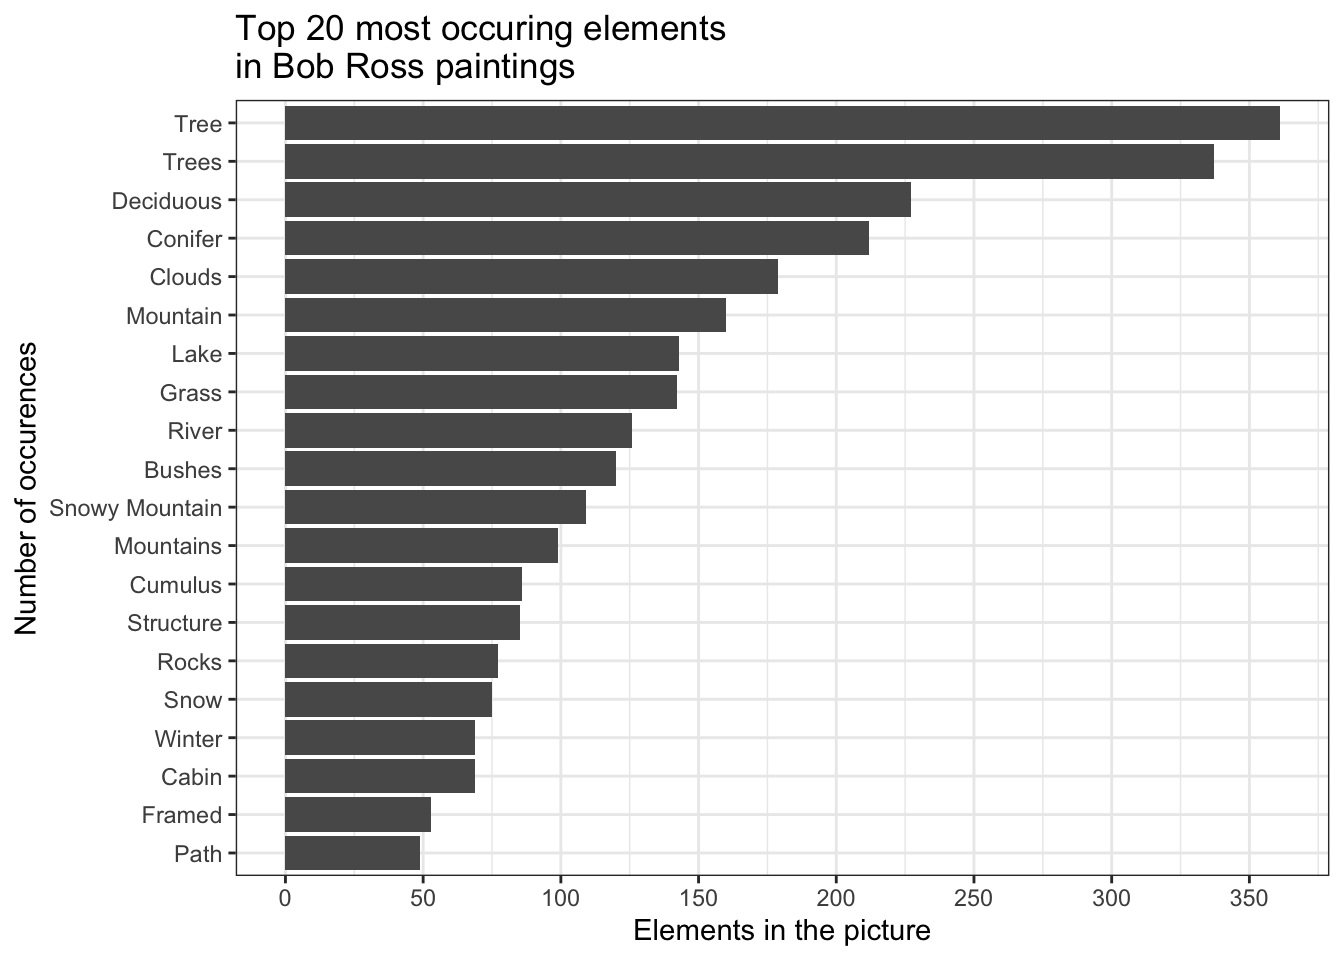 Top 20 most occuring elements
in Bob Ross paintings
Number of occurences
Tree
Trees
Deciduous
Conifer
Clouds
Mountain
Lake
Grass
River
Bushes
Snowy Mountain
Mountains
Cumulus
Structure
Rocks
Snow
Winter
Cabin
Framed
Path
0 50 100 150 200 250 300 350
Elements in the picture